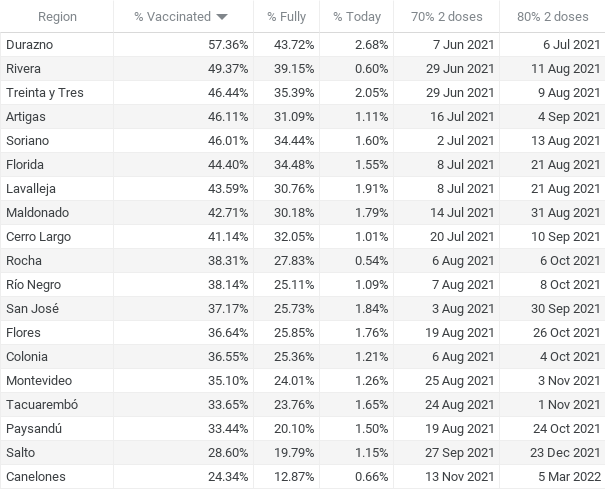 Region % Vaccinated % Fully % Today 70% 2 doses 80% 2 doses
Durazno 57.36% 43.72% 2.68% 7 Jun 2021 6 Jul 2021
Rivera 49.37% 39.15% 0.60% 29 Jun 2021 11 Aug 2021
Treinta y Tres 46.44% 35.39% 2.05% 29 Jun 2021 9 Aug 2021
Artigas 46.11% 31.09% 1.11% 16 Jul 2021 4 Sep 2021
Soriano 46.01% 34.44% 1.60% 2 Jul 2021 13 Aug 2021
Florida 44.40% 34.48% 1.55% 8 Jul 2021 21 Aug 2021
Lavalleja 43.59% 30.76% 1.91% 8 Jul 2021 21 Aug 2021
Maldonado 42.71% 30.18% 1.79% 14 Jul 2021 31 Aug 2021
Cerro Largo 41.14% 32.05% 1.01% 20 Jul 2021 10 Sep 2021
Rocha 38.31% 27.83% 0.54% 6 Aug 2021 6 Oct 2021
Río Negro 38.14% 25.11% 1.09% 7 Aug 2021 8 Oct 2021
San José 37.17% 25.73% 1.84% 3 Aug 2021 30 Sep 2021
Flores 36.64% 25.85% 1.76% 19 Aug 2021 26 Oct 2021
Colonia 36.55% 25.36% 1.21% 6 Aug 2021 4 Oct 2021
Montevideo 35.10% 24.01% 1.26% 25 Aug 2021 3 Nov 2021
Tacuarembó 33.65% 23.76% 1.65% 24 Aug 2021 1 Nov 2021
Paysandú 33.44% 20.10% 1.50% 19 Aug 2021 24 Oct 2021
Salto 28.60% 19.79% 1.15% 27 Sep 2021 23 Dec 2021
Canelones 24.34% 12.87% 0.66% 13 Nov 2021 5 Mar 2022